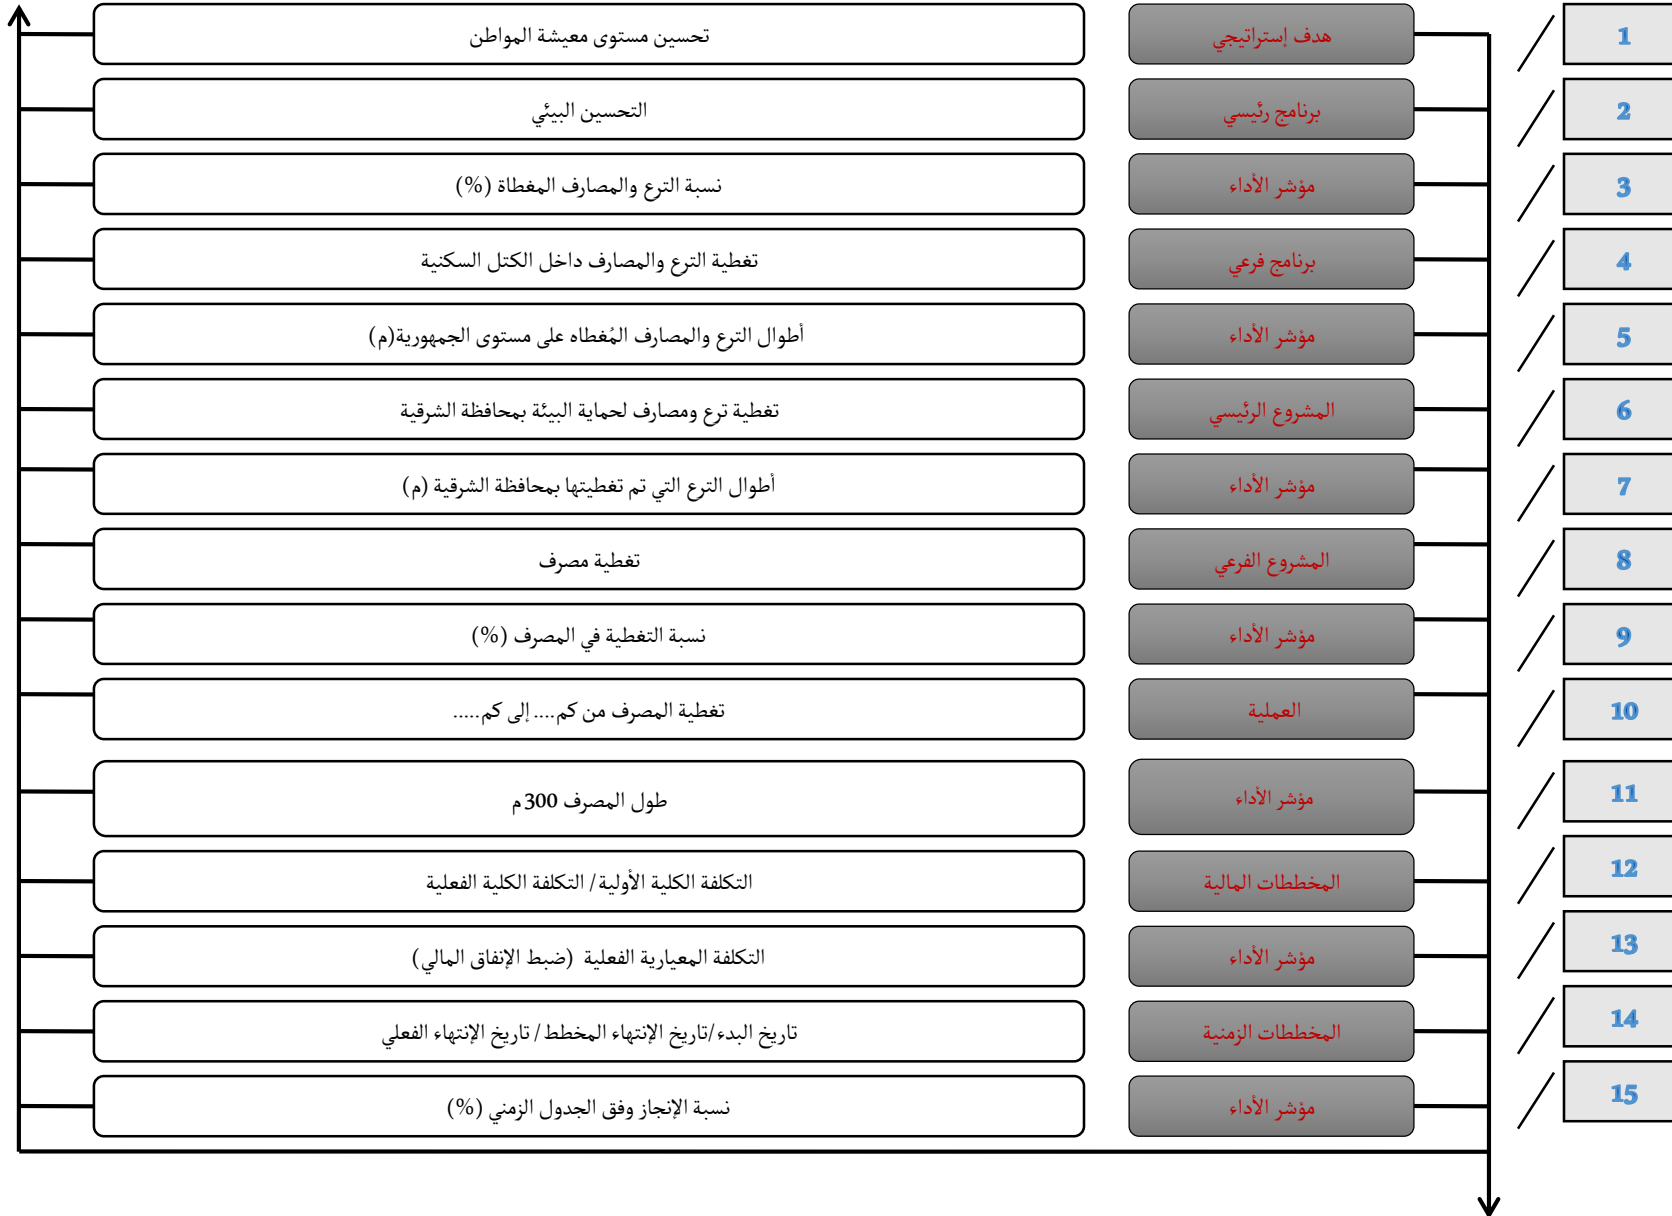 1 / هدف إستراتيجي تحسين مستوى معيشة المواطن
2 / برنامج رئيسي التحسين البيئي
3 / مؤشر الأداء نسبة الترع والمصارف المغطاة (%)
4 / برنامج فرعي تغطية الترع والمصارف داخل الكتل السكنية
5 / مؤشر الأداء أطوال الترع والمصارف المُغطاه على مستوى الجمهورية(م)
6 / المشروع الرئيسي تغطية ترع ومصارف لحماية البيئة بمحافظة الشرقية
7 / مؤشر الأداء أطوال الترع التي تم تغطيتها بمحافظة الشرقية (م)
8 / المشروع الفرعي تغطية مصرف
9 / مؤشر الأداء نسبة التغطية في المصرف (%)
10 / العملية تغطية المصرف من كم.... إلى كم.....
11 / مؤشر الأداء طول المصرف 300 م
12 / المخططات المالية التكلفة الكلية الأولية/ التكلفة الكلية الفعلية
13 / مؤشر الأداء التكلفة المعيارية الفعلية (ضبط الإنفاق المالي)
14 / المخططات الزمنية تاريخ البدء/تاريخ الإنتهاء المخطط/ تاريخ الإنتهاء الفعلي
15 / مؤشر الأداء نسبة الإنجاز وفق الجدول الزمني (%)